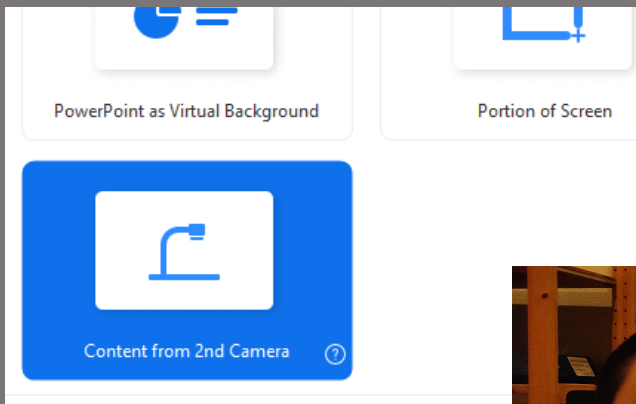 PowerPoint as Virtual Background
Portion of Screen
Content from 2nd Camera ?